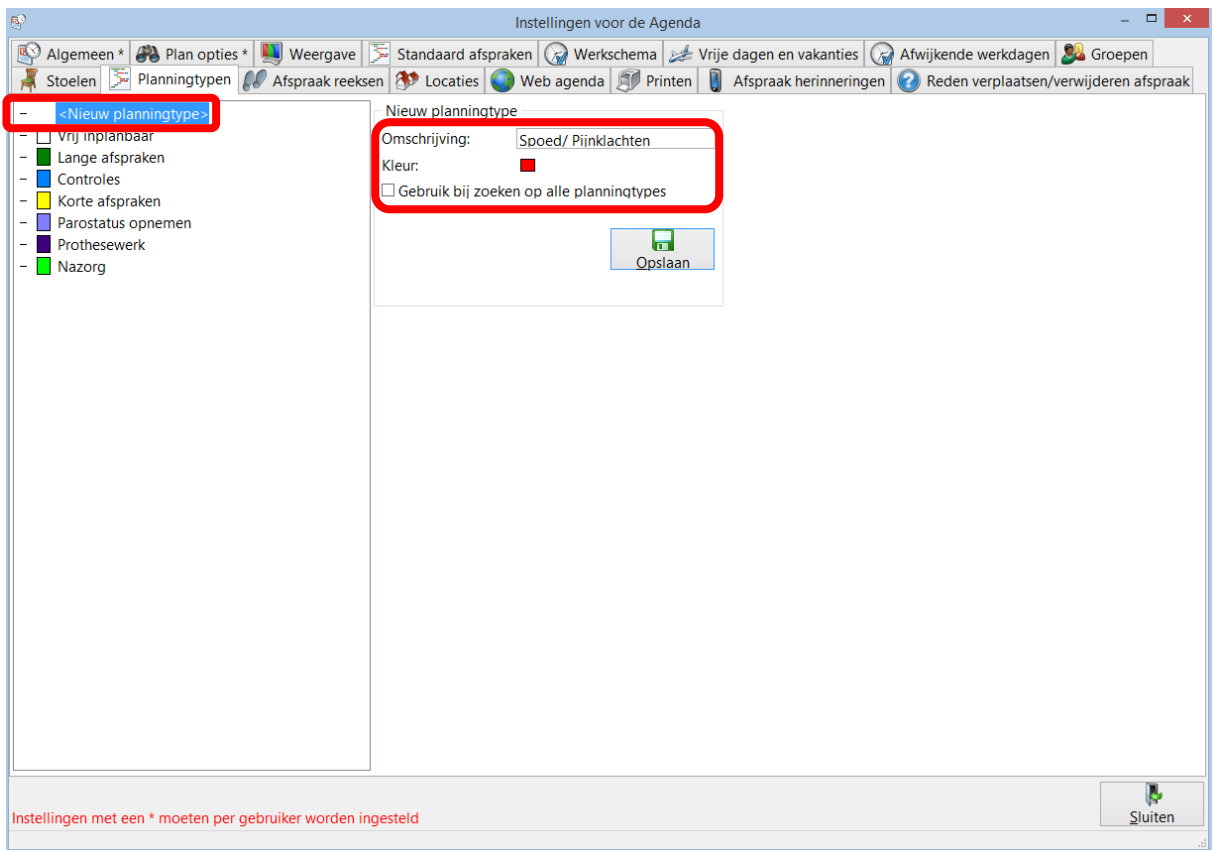 Instellingen voor de Agenda
Algemeen * Plan opties * Weergave Standaard afspraken Werkschema Vrije dagen en vakanties Afwijkende werkdagen Groepen
Stoelen Planningtypen Afspraak reeksen Locaties Web agenda Printen Afspraak herinneringen Reden verplaatsen/verwijderen afspraak
<Nieuw planningtype>
Vrij inplanbaar
Lange afspraken
Controles
Korte afspraken
Parostatus opnemen
Prothesewerk
Nazorg
Nieuw planningtype
Omschrijving: Spoed/ Pijnklachten
Kleur:
Gebruik bij zoeken op alle planningtypes
Opslaan
Instellingen met een * moeten per gebruiker worden ingesteld
Sluiten